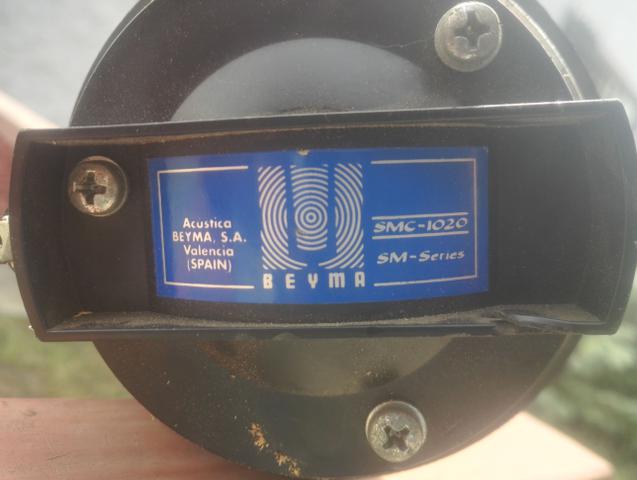 Acustica
BEYMA, S.A.
Valencia
(SPAIN)
BEYMA
SMC-1020
SM-Series